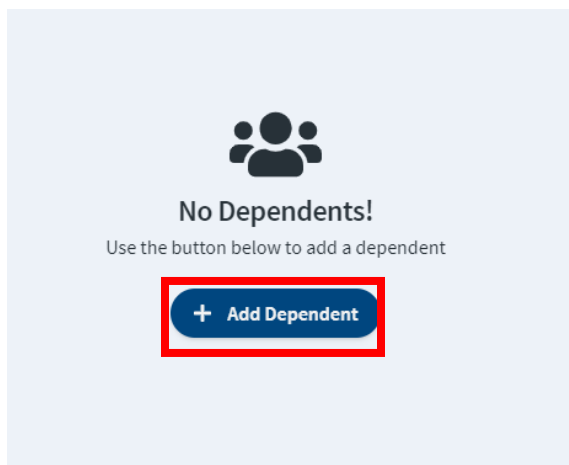 No Dependents!
Use the button below to add a dependent
+ Add Dependent